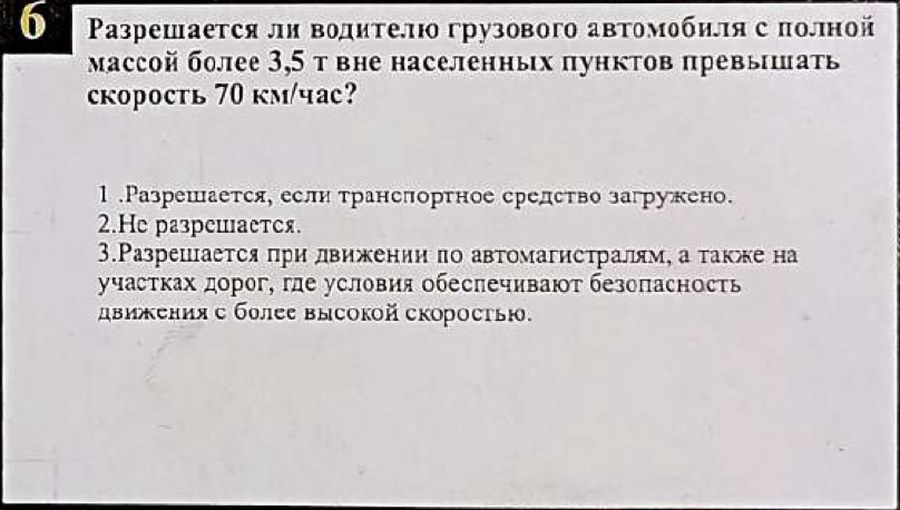 6
Разрешается ли водителю грузового автомобиля с полной
массой более 3,5 т вне населенных пунктов превышать
скорость 70 км/час?
1 .Разрешается, если транспортное средство загружено.
2.Не разрешается.
3.Разрешается при движении по автомагистралям, а также на
участках дорог, где условия обеспечивают безопасность
движения с более высокой скоростью.